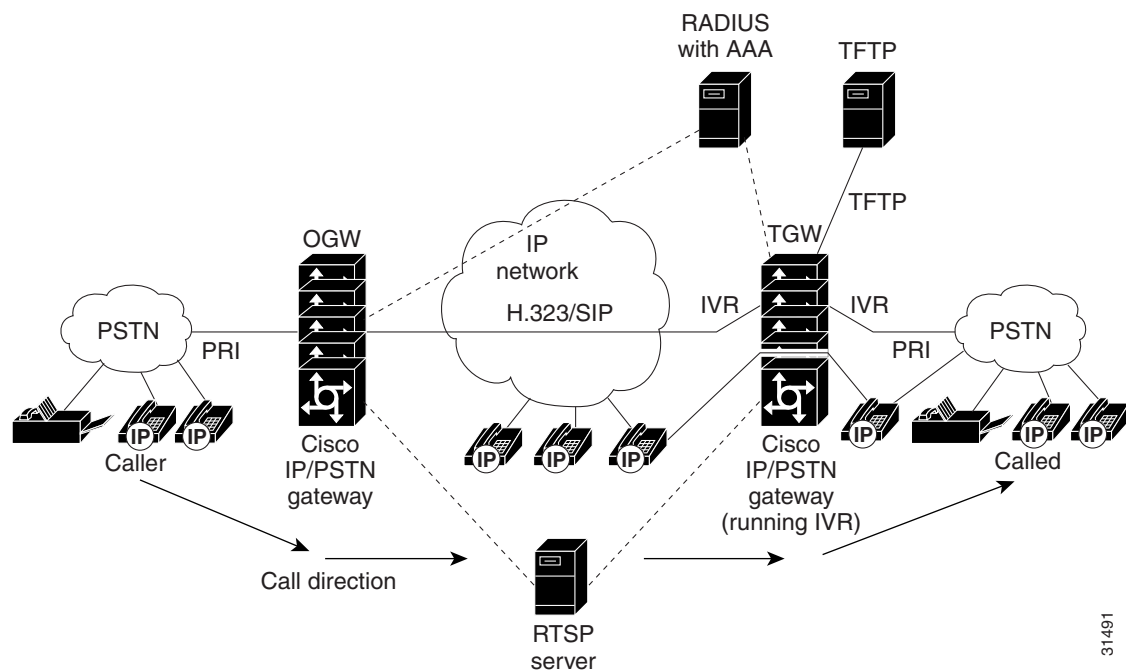 RADIUS
with AAA
TFTP
TFTP
OGW
IP
network
TGW
H.323/SIP
IVR
IVR
PSTN
PRI
PRI
PSTN
IP
IP
IP
IP
IP
IP
IP
IP
Caller
Cisco
IP/PSTN
gateway
Cisco
IP/PSTN
gateway
(running IVR)
Called
Call direction
RTSP
server
31491